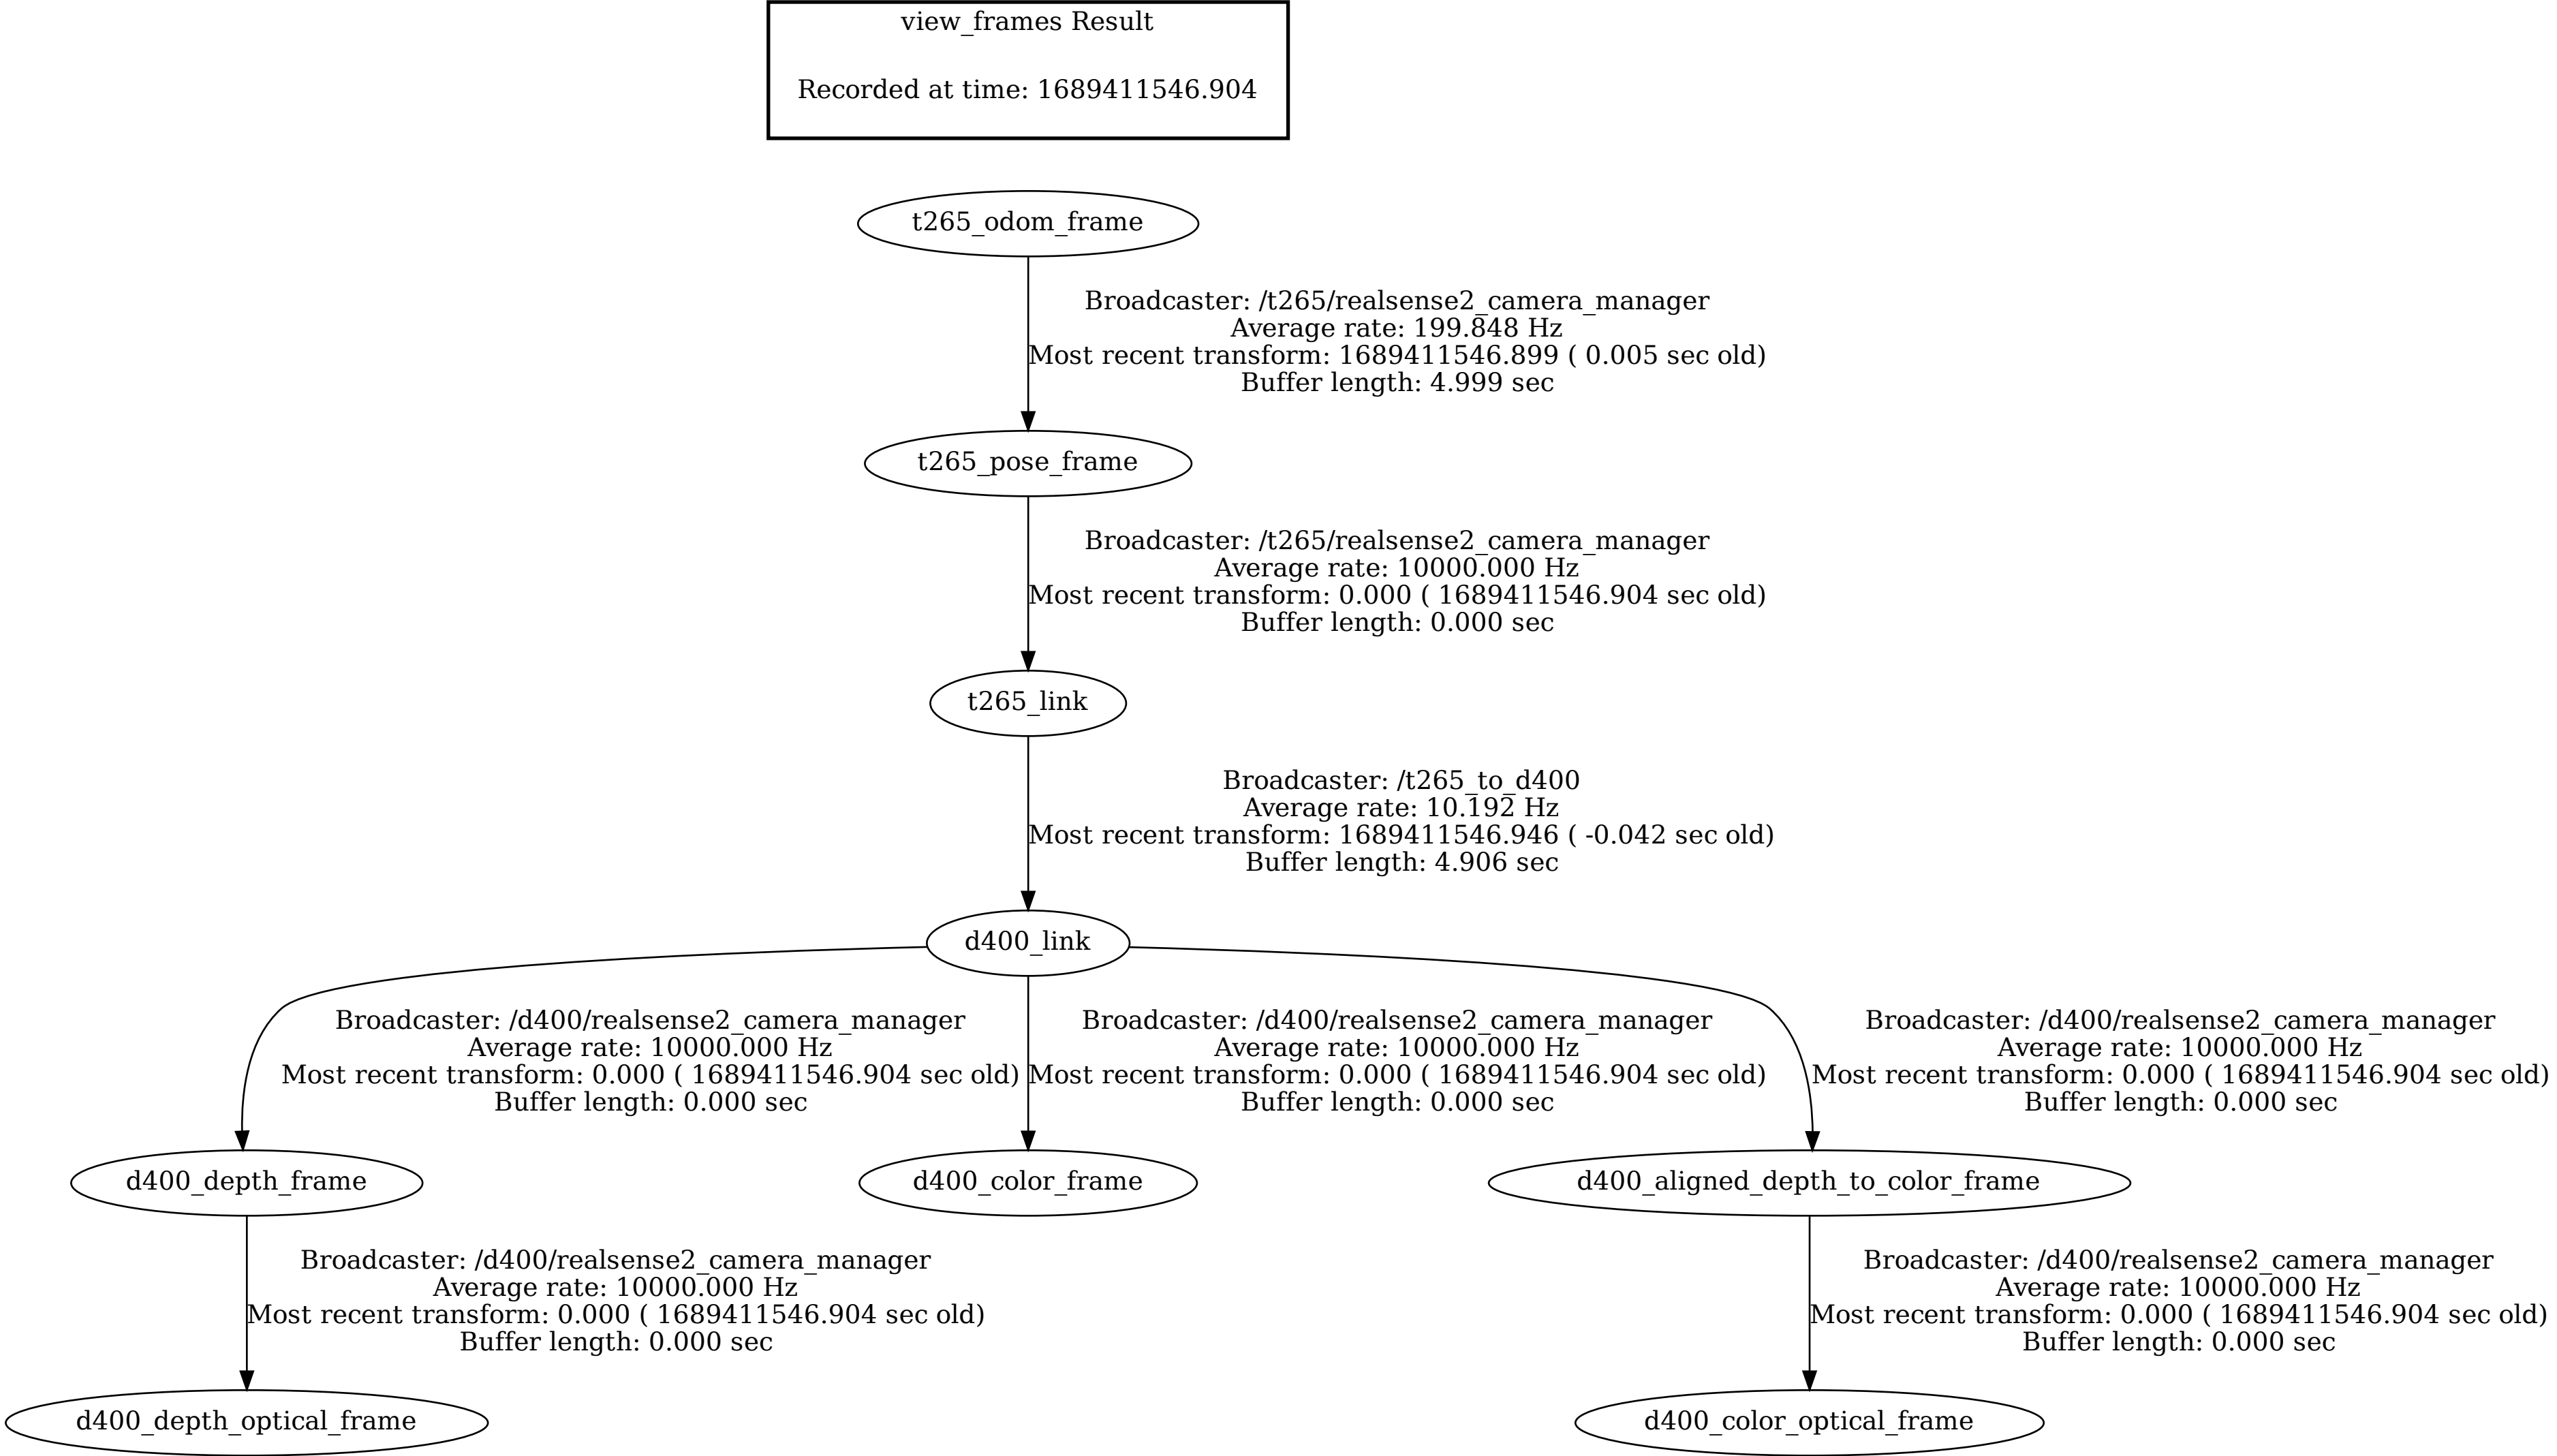 view_frames Result
Recorded at time: 1689411546.904
t265_odom_frame
Broadcaster: /t265/realsense2_camera_manager
Average rate: 199.848 Hz
Most recent transform: 1689411546.899 ( 0.005 sec old)
Buffer length: 4.999 sec
t265_pose_frame
Broadcaster: /t265/realsense2_camera_manager
Average rate: 10000.000 Hz
Most recent transform: 0.000 ( 1689411546.904 sec old)
Buffer length: 0.000 sec
t265_link
Broadcaster: /t265_to_d400
Average rate: 10.192 Hz
Most recent transform: 1689411546.946 ( -0.042 sec old)
Buffer length: 4.906 sec
d400_link
Broadcaster: /d400/realsense2_camera_manager
Average rate: 10000.000 Hz
Most recent transform: 0.000 ( 1689411546.904 sec old)
Buffer length: 0.000 sec
Broadcaster: /d400/realsense2_camera_manager
Average rate: 10000.000 Hz
Most recent transform: 0.000 ( 1689411546.904 sec old)
Buffer length: 0.000 sec
Broadcaster: /d400/realsense2_camera_manager
Average rate: 10000.000 Hz
Most recent transform: 0.000 ( 1689411546.904 sec old)
Buffer length: 0.000 sec
d400_depth_frame
d400_color_frame
d400_aligned_depth_to_color_frame
Broadcaster: /d400/realsense2_camera_manager
Average rate: 10000.000 Hz
Most recent transform: 0.000 ( 1689411546.904 sec old)
Buffer length: 0.000 sec
Broadcaster: /d400/realsense2_camera_manager
Average rate: 10000.000 Hz
Most recent transform: 0.000 ( 1689411546.904 sec old)
Buffer length: 0.000 sec
d400_depth_optical_frame
d400_color_optical_frame